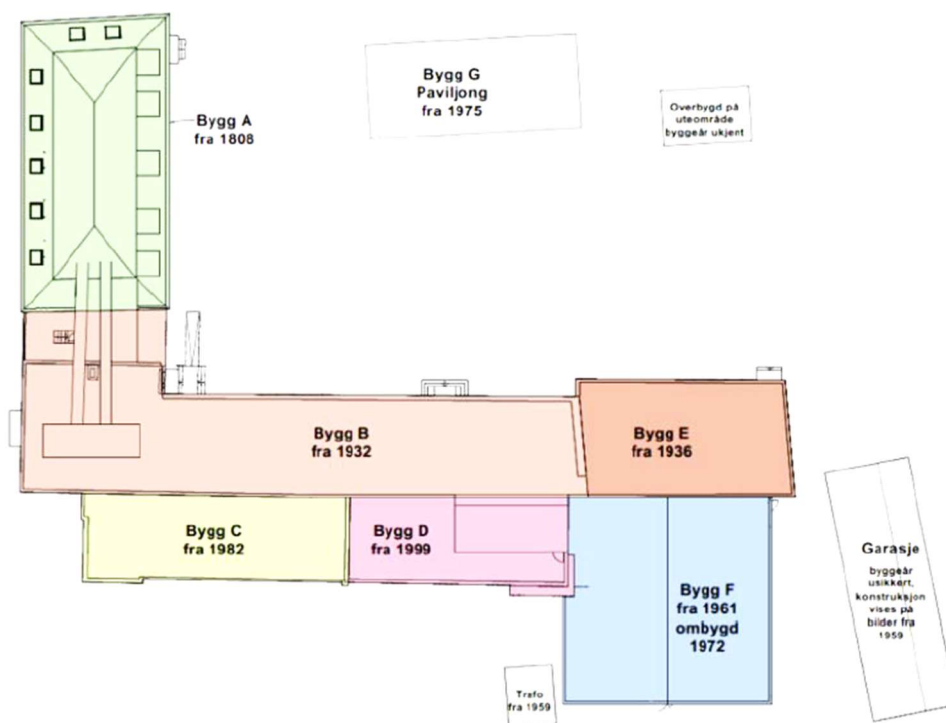 Bygg G
Paviljong
fra 1975
Overbygd på
uteområde
byggeår ukjent
Bygg A
fra 1808
Bygg B
fra 1932
Bygg E
fra 1936
Bygg C
fra 1982
Bygg D
fra 1999
Garasje
byggeår
usikkert,
konstruksjon
vises på
bilder fra
1959
Bygg F
fra 1961
ombygd
1972
Trafo
fra 1959